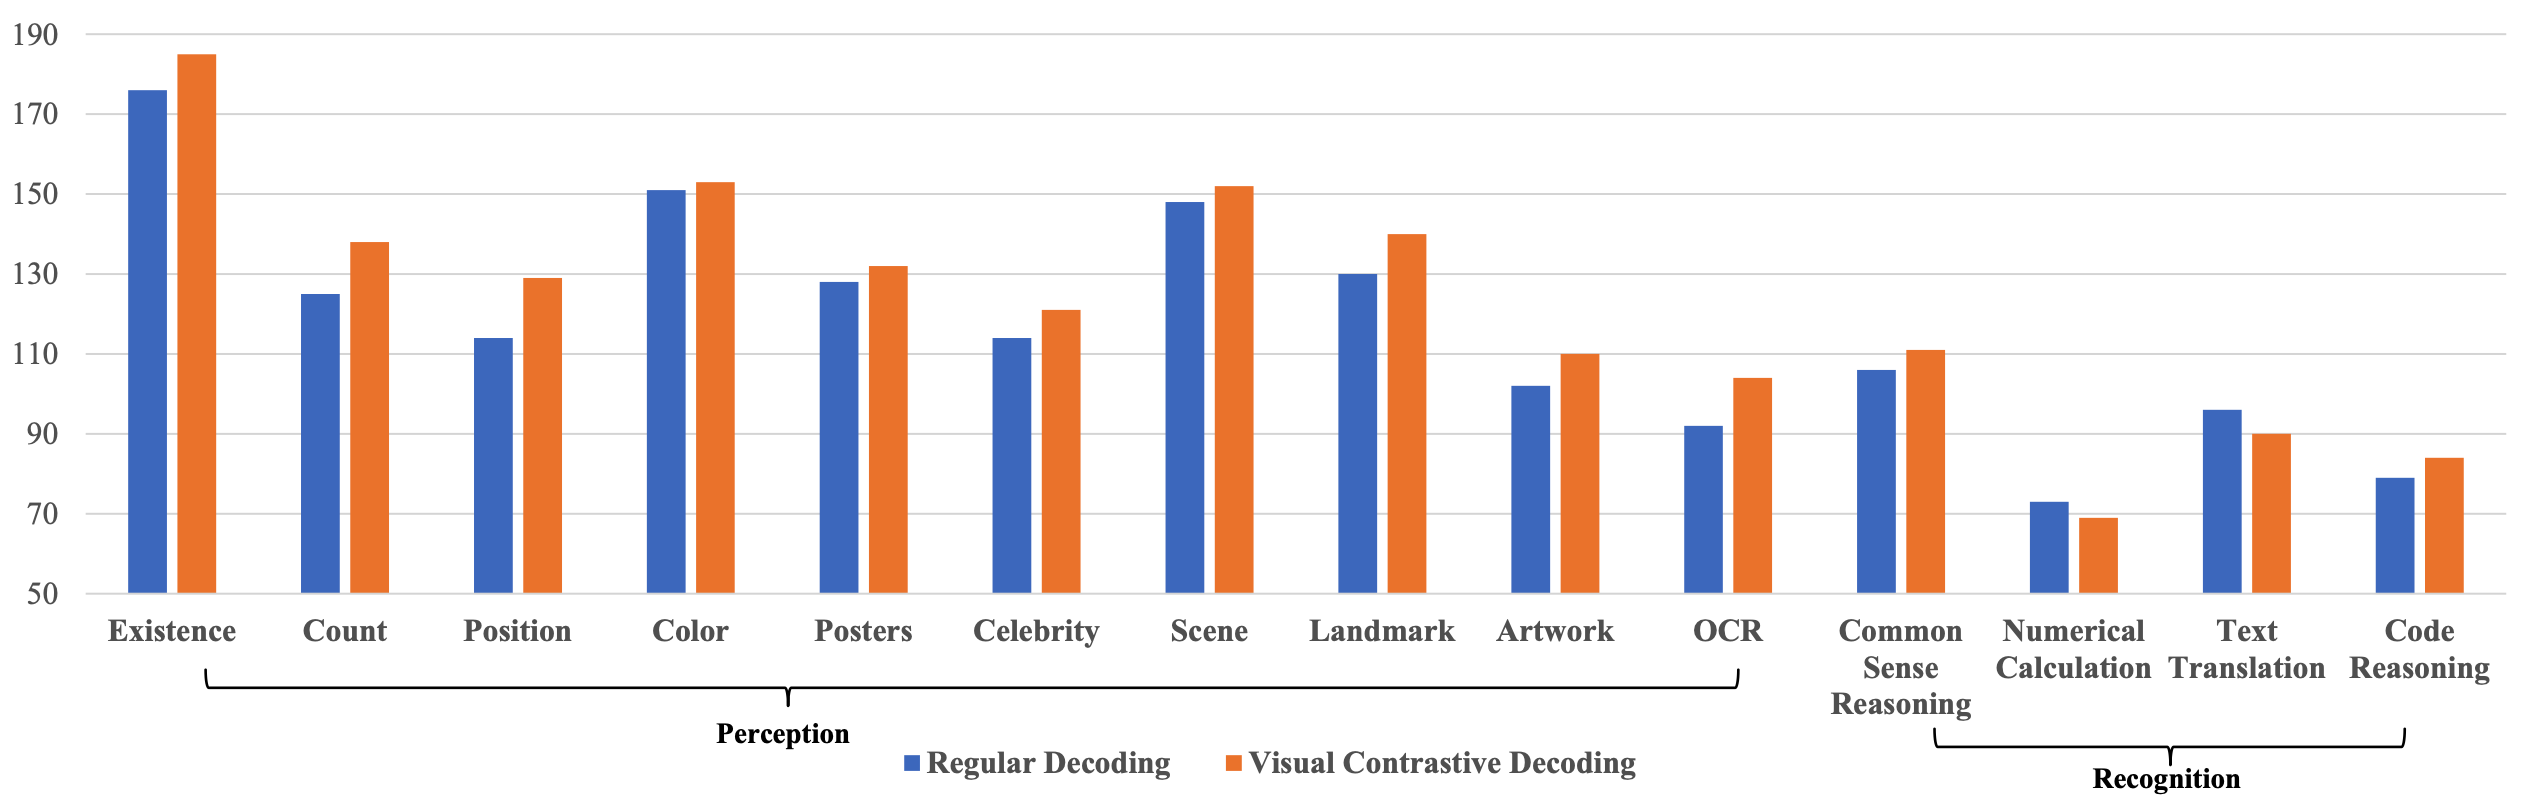 190
170
150
130
110
90
70
50
Existence Count Position Color Posters Celebrity Scene Landmark Artwork OCR Common Numerical Text Code
Sense Calculation Translation Reasoning
Reasoning
Perception
Regular Decoding Visual Contrastive Decoding
Recognition